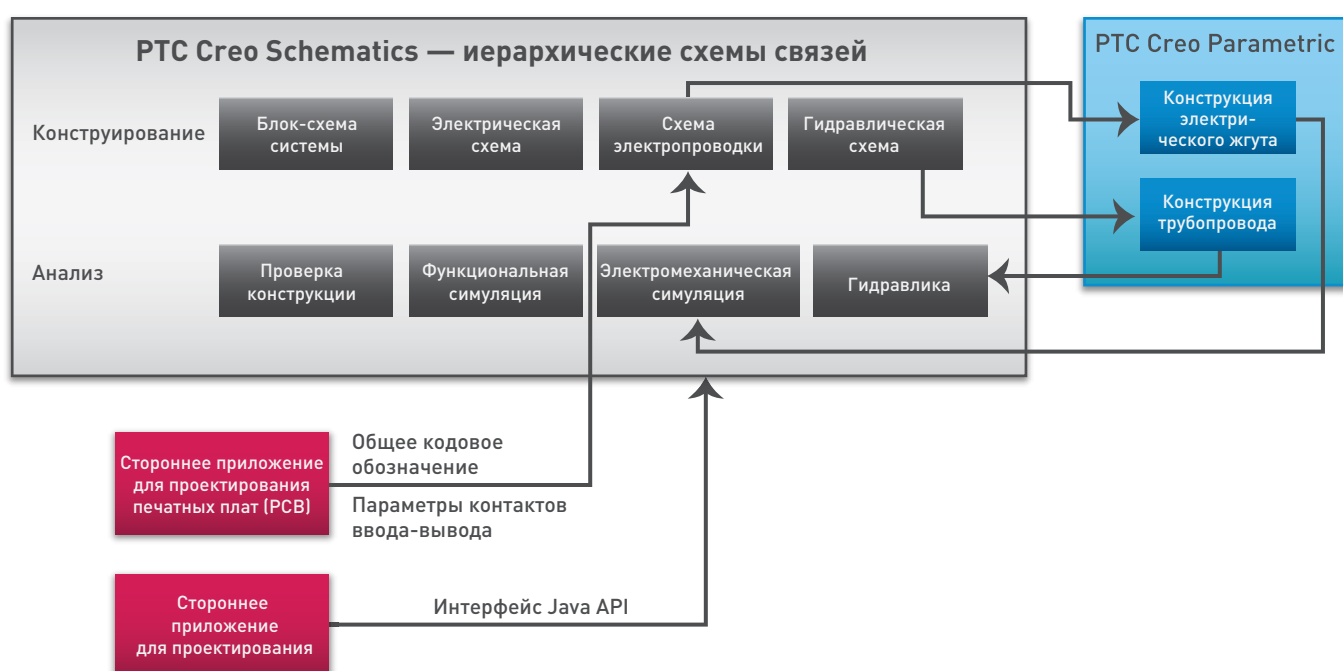 PTC Creo Schematics — иерархические схемы связей
PTC Creo Parametric
Конструирование
Блок-схема
системы
Электрическая
схема
Схема
электропроводки
Гидравлическая
схема
Конструкция
электри-
ческого жгута
Конструкция
трубопровода
Анализ
Проверка
конструкции
Функциональная
симуляция
Электромеханическая
симуляция
Гидравлика
Стороннее приложение
для проектирования
печатных плат (PCB)
Общее кодовое
обозначение
Параметры контактов
ввода-вывода
Стороннее
приложение
для проектирования
Интерфейс Java API